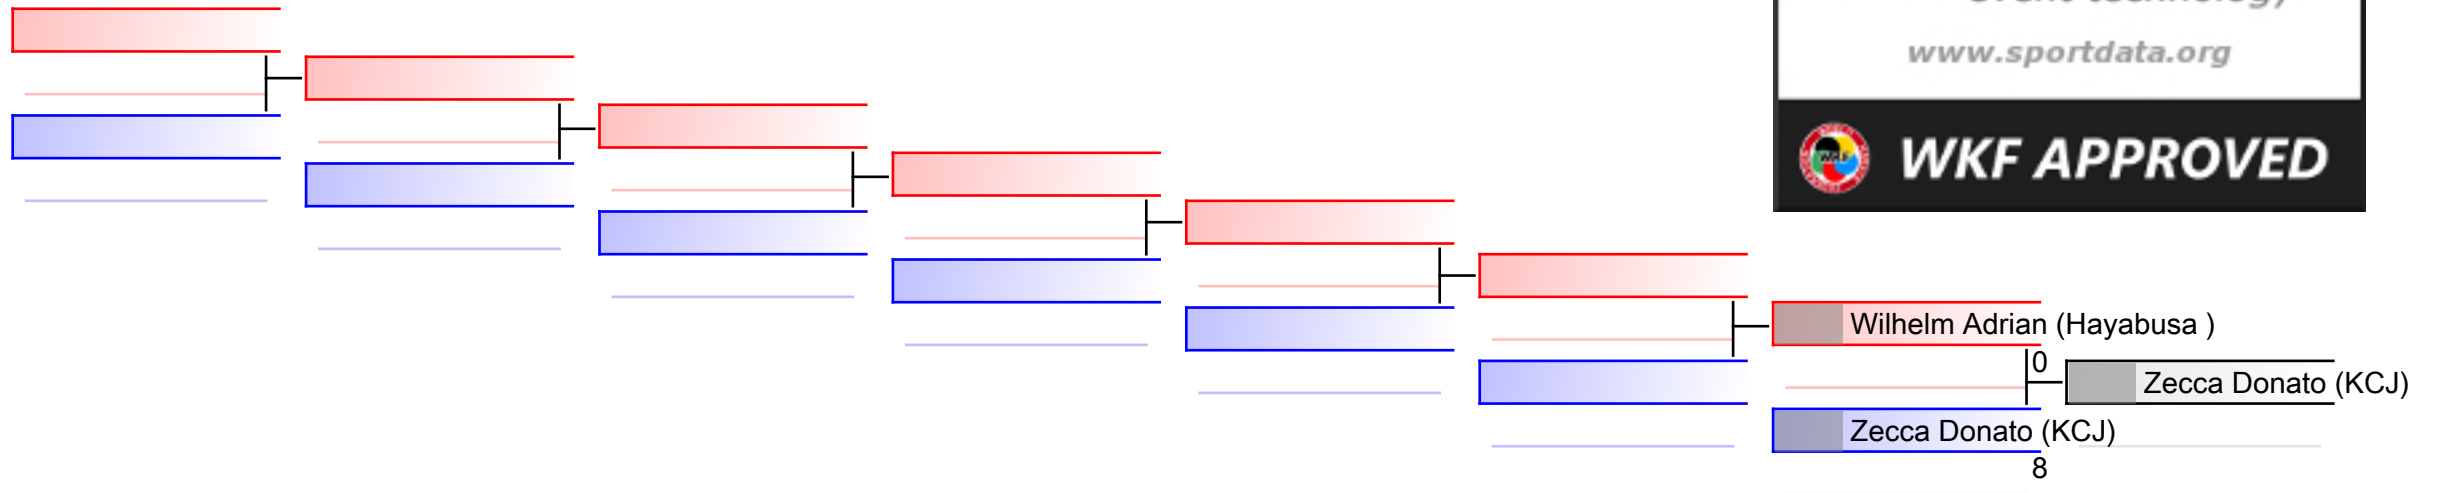 www.sportdata.org
WKF APPROVED
Wilhelm Adrian (Hayabusa )
0
Zecca Donato (KCJ)
Zecca Donato (KCJ)
8